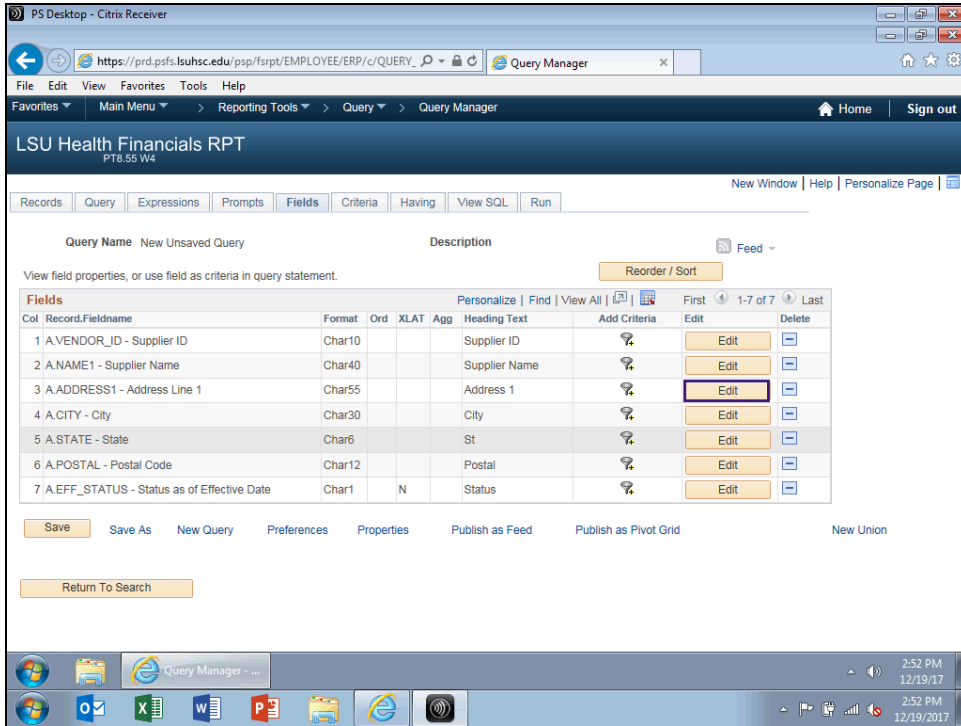 PS Desktop - Citrix Receiver
https://prd.psfs.lsuhsc.edu/psp/fsrpt/EMPLOYEE/ERP/c/QUERY_
Query Manager
File Edit View Favorites Tools Help
Favorites Main Menu > Reporting Tools > Query > Query Manager Home Sign out
LSU Health Financials RPT
PT8.55 W4
New Window | Help | Personalize Page |
Records Query Expressions Prompts Fields Criteria Having View SQL Run
Query Name New Unsaved Query Description Feed
View field properties, or use field as criteria in query statement. Reorder / Sort
Fields Personalize | Find | View All | | First 1-7 of 7 Last
Col Record.Fieldname Format Ord XLAT Agg Heading Text Add Criteria Edit Delete
1 A.VENDOR_ID - Supplier ID Char10 Supplier ID Edit
2 A.NAME1 - Supplier Name Char40 Supplier Name Edit
3 A.ADDRESS1 - Address Line 1 Char55 Address 1 Edit
4 A.CITY - City Char30 City Edit
5 A.STATE - State Char6 St Edit
6 A.POSTAL - Postal Code Char12 Postal Edit
7 A.EFF_STATUS - Status as of Effective Date Char1 N Status Edit
Save Save As New Query Preferences Properties Publish as Feed Publish as Pivot Grid New Union
Return To Search
Query Manager - ...
2:52 PM
12/19/17
2:52 PM
12/19/2017